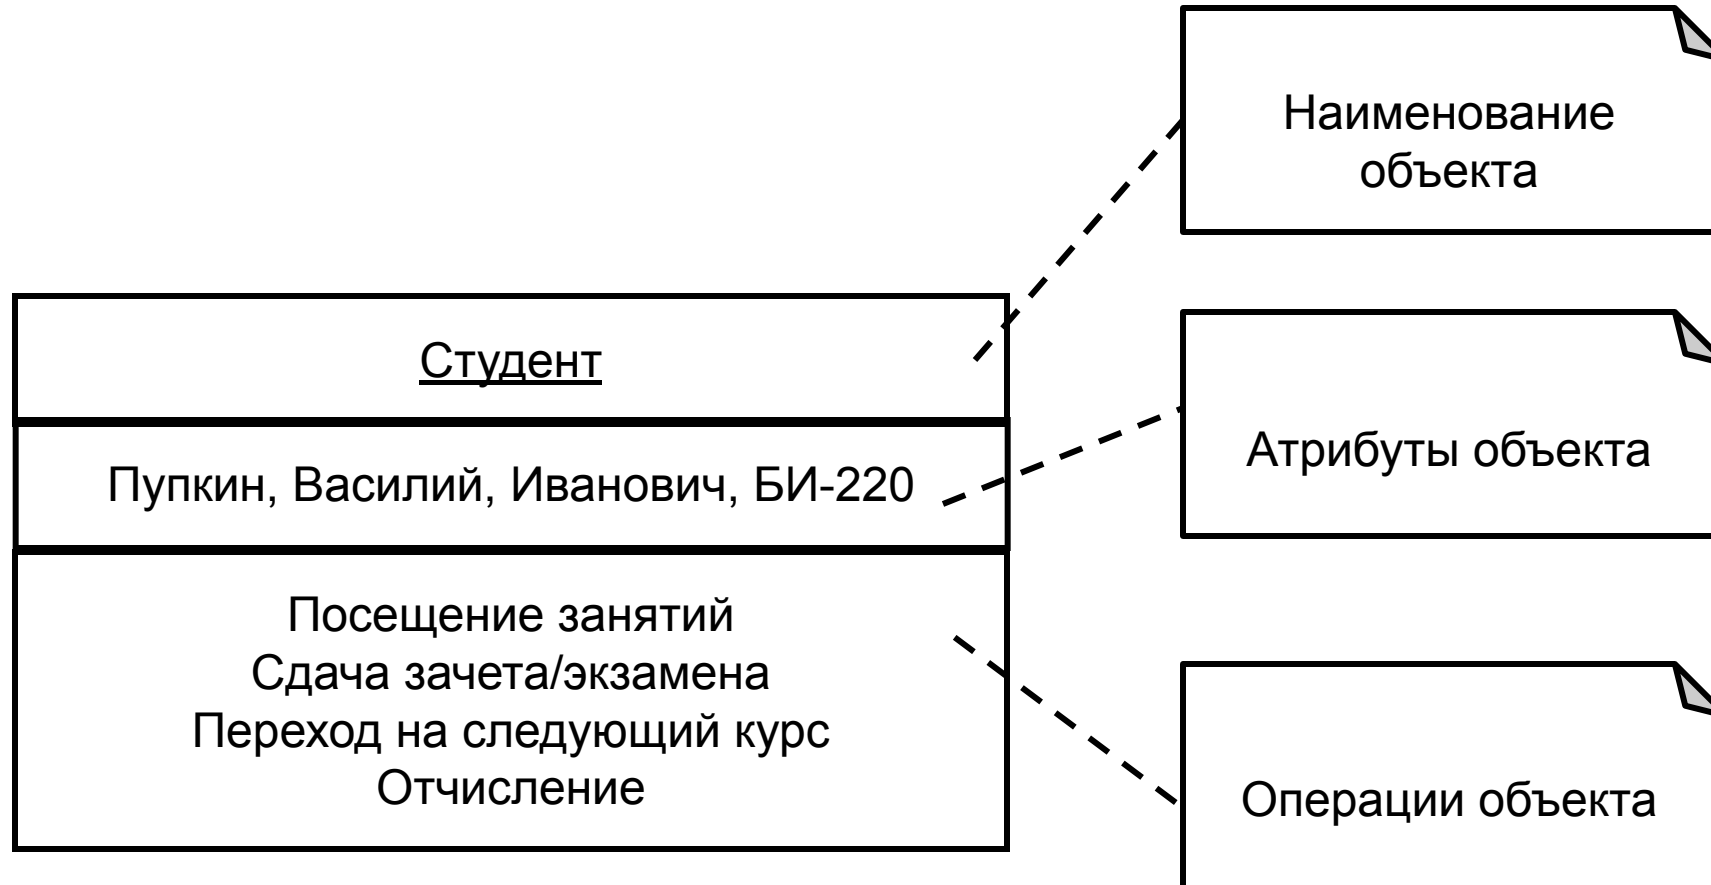 Наименование
объекта
Студент
Атрибуты объекта
Пупкин, Василий, Иванович, БИ-220
Посещение занятий
Сдача зачета/экзамена
Переход на следующий курс
Отчисление
Операции объекта